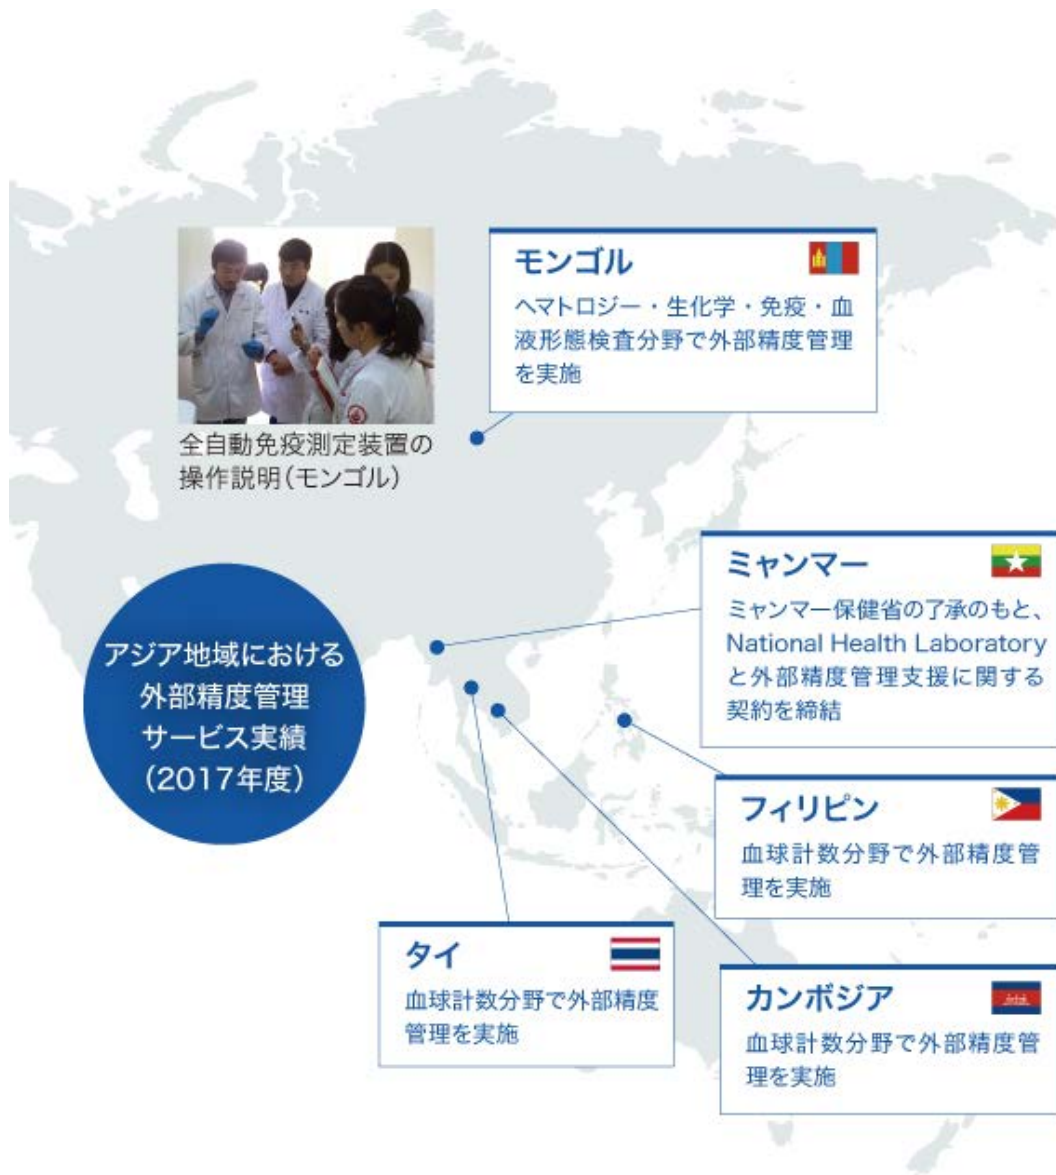 モンゴル
ヘマトロジー・生化学・免疫・血
液形態検査分野で外部精度管理
を実施
全自動免疫測定装置の
操作説明(モンゴル)
ミャンマー
ミャンマー保健省の了承のもと、
National Health Laboratory
と外部精度管理支援に関する
契約を締結
アジア地域における
外部精度管理
サービス実績
(2017年度)
フィリピン
血球計数分野で外部精度管
理を実施
タイ
血球計数分野で外部精度
管理を実施
カンボジア
血球計数分野で外部精度管
理を実施